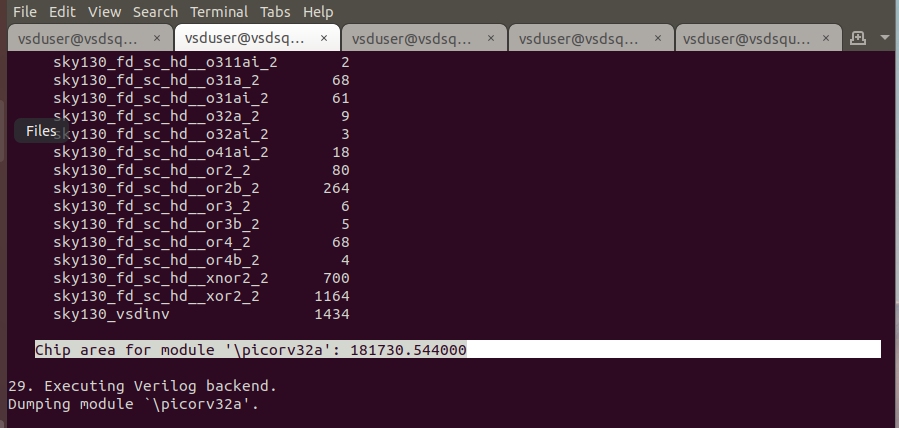 File Edit View Search Terminal Tabs Help
vsduser@vsdsq... × vsduser@vsdsq... × vsduser@vsdsq... × vsduser@vsdsq... × vsduser@vsdsqu... ×
sky130_fd_sc_hd__o311ai_2 2
sky130_fd_sc_hd__o31a_2 68
sky130_fd_sc_hd__o31ai_2 61
sky130_fd_sc_hd__o32a_2 9
Files
sky130_fd_sc_hd__o32ai_2 3
sky130_fd_sc_hd__o41ai_2 18
sky130_fd_sc_hd__or2_2 80
sky130_fd_sc_hd__or2b_2 264
sky130_fd_sc_hd__or3_2 6
sky130_fd_sc_hd__or3b_2 5
sky130_fd_sc_hd__or4_2 68
sky130_fd_sc_hd__or4b_2 4
sky130_fd_sc_hd__xnor2_2 700
sky130_fd_sc_hd__xor2_2 1164
sky130_vsdinv 1434
Chip area for module '\picorv32a': 181730.544000
29. Executing Verilog backend.
Dumping module `\picorv32a'.